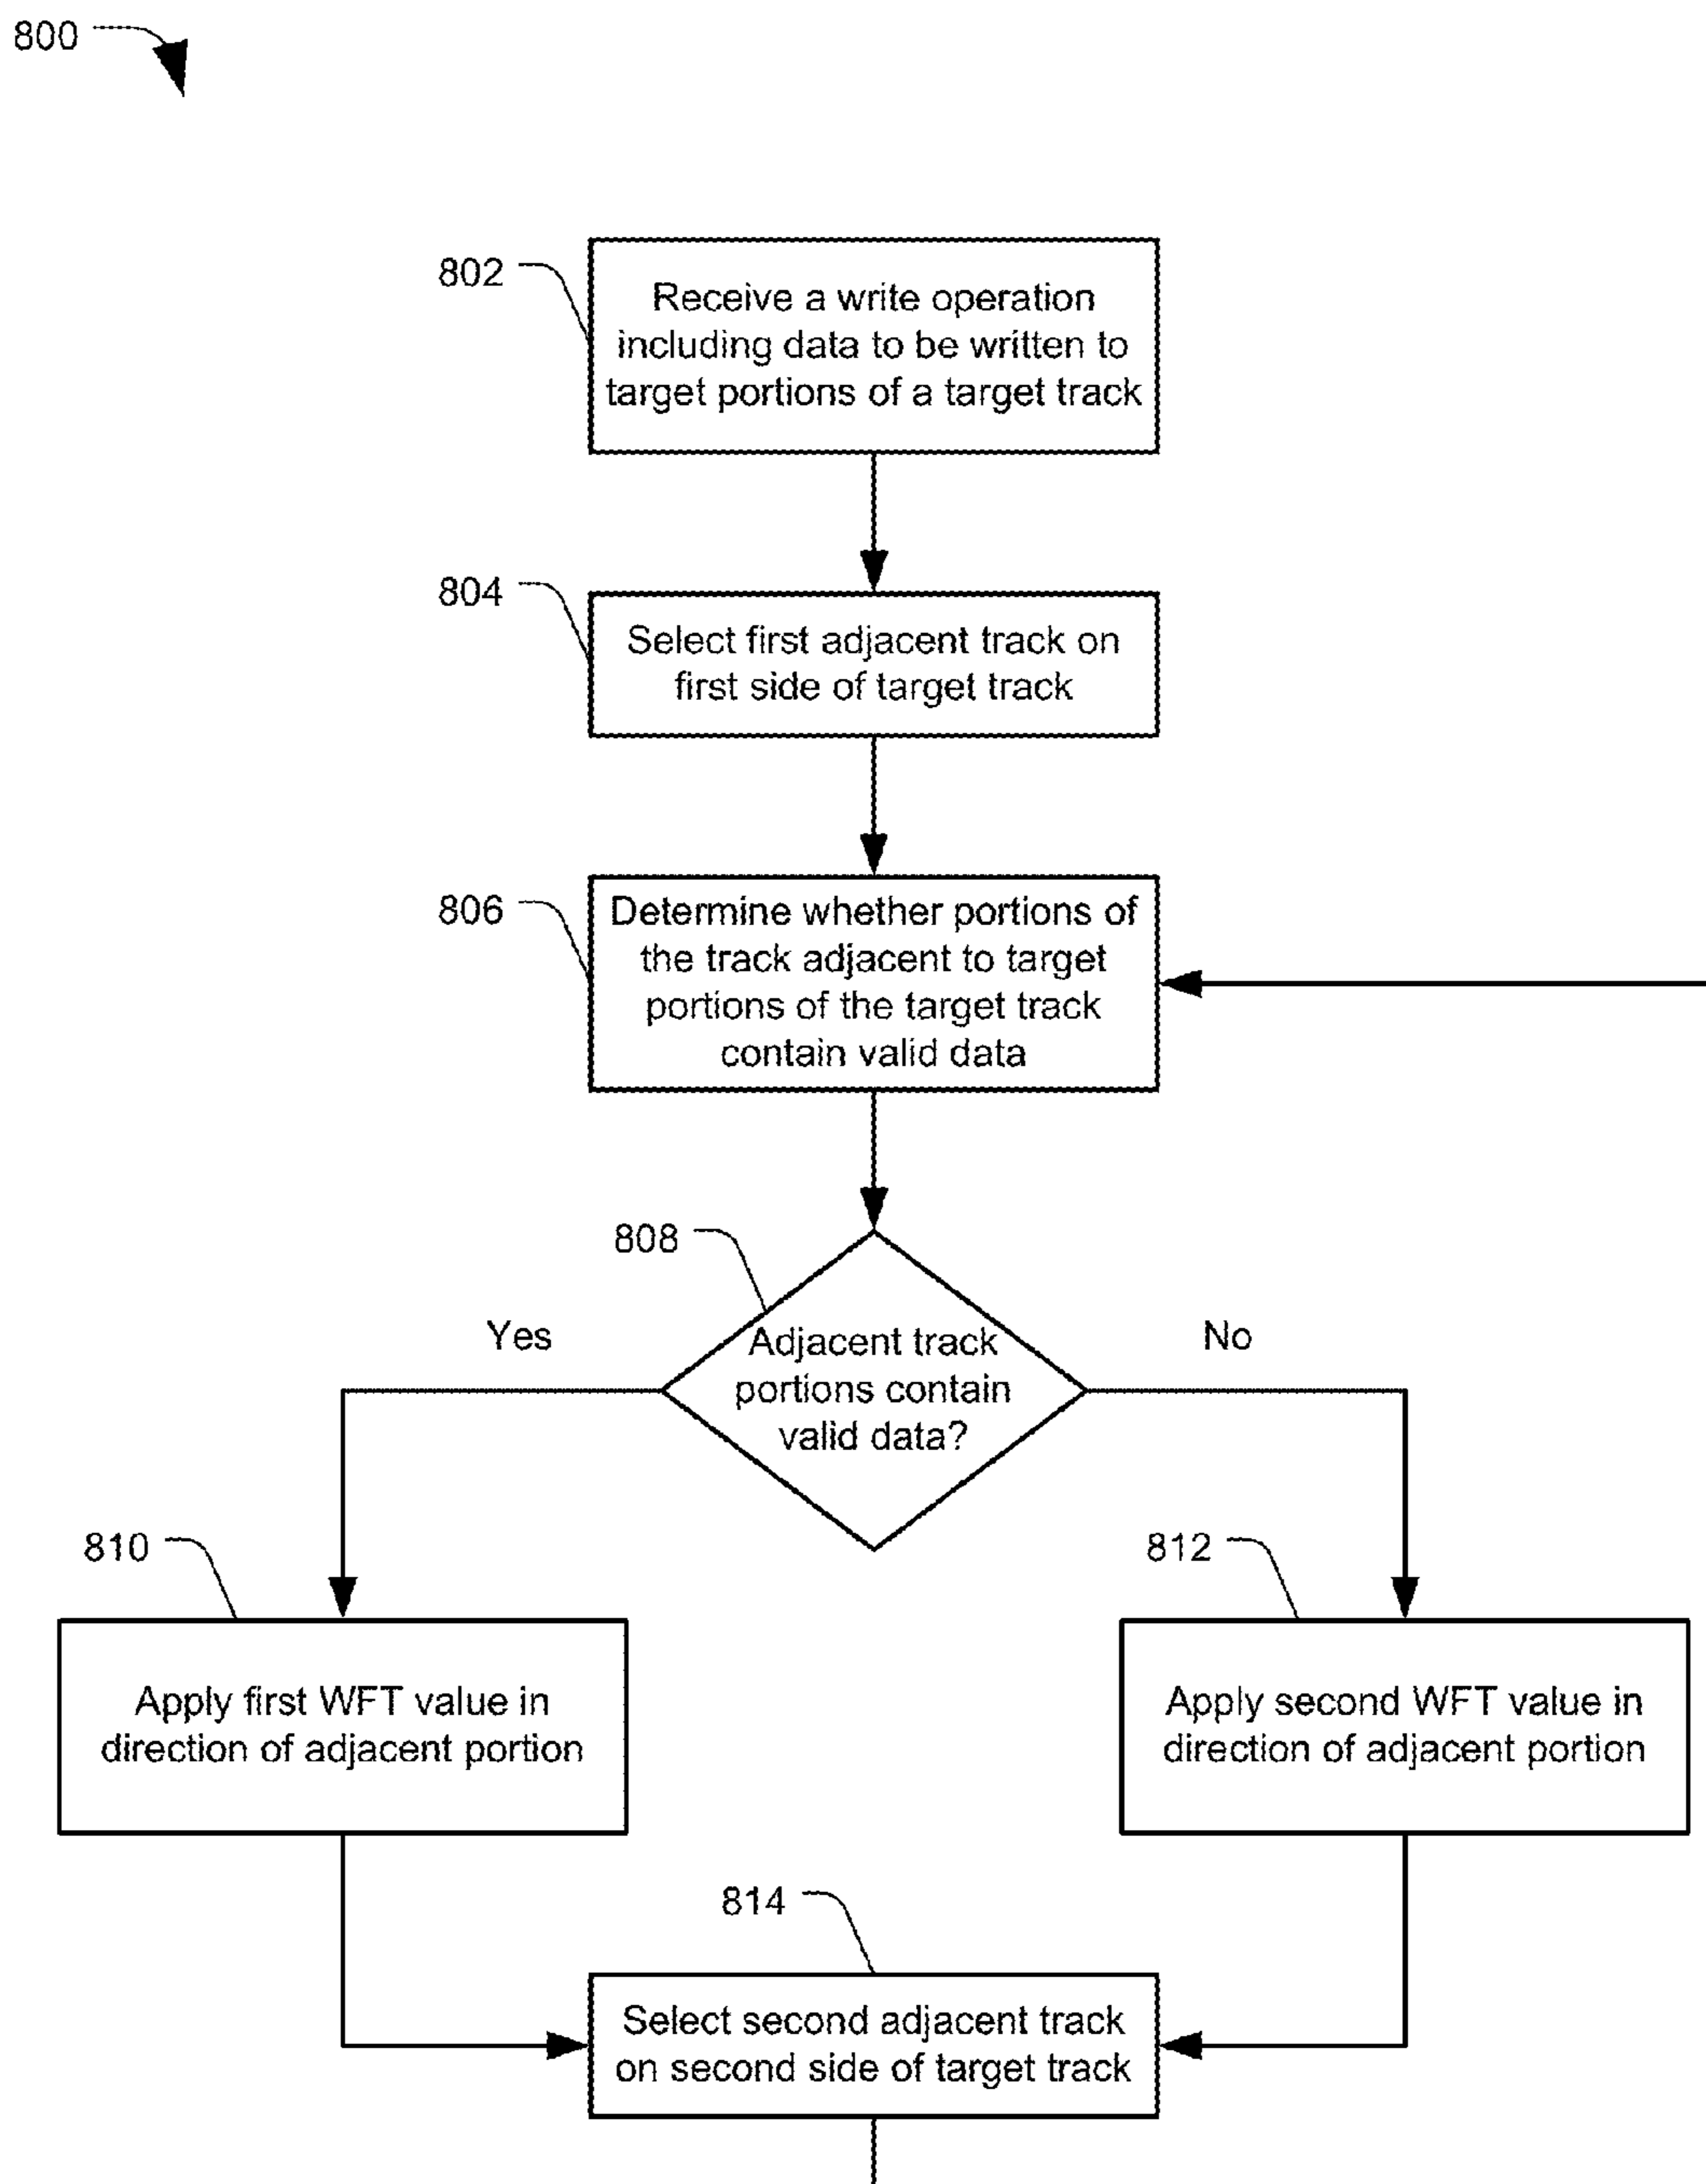 800
802
Receive a write operation
including data to be written to
target portions of a target track
804
Select first adjacent track on
first side of target track
806
Determine whether portions of
the track adjacent to target
portions of the target track
contain valid data
808
Adjacent track
portions contain
valid data?
Yes
No
810
Apply first WFT value in
direction of adjacent portion
812
Apply second WFT value in
direction of adjacent portion
814
Select second adjacent track
on second side of target track